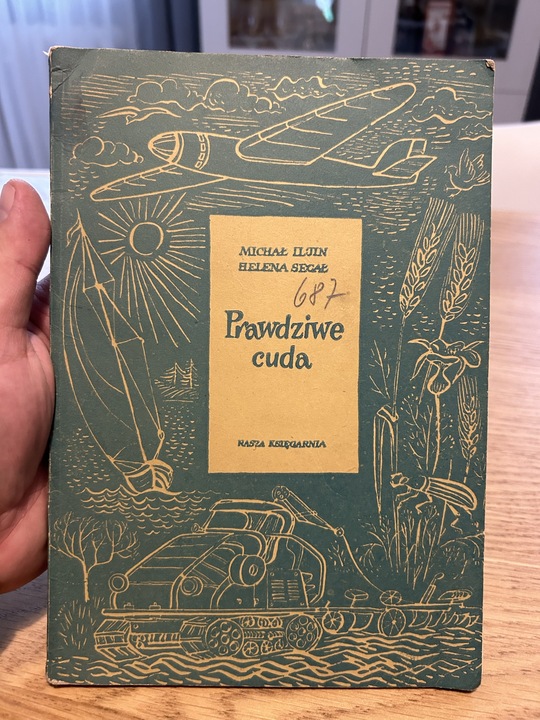 MICHAŁ ILJIN
HELENA SEGAŁ
687
Prawdziwe
cuda
NASZA KSIĘGARNIA